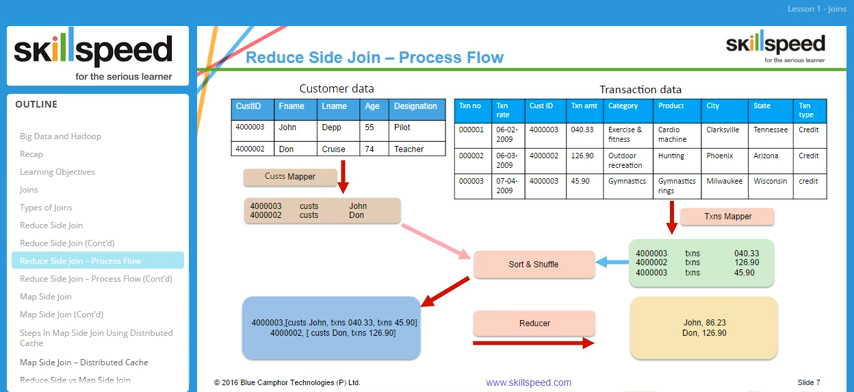 Lesson 1 - Joins
skillspeed
for the serious learner
OUTLINE
Big Data and Hadoop
Recap
Learning Objectives
Joins
Types of Joins
Reduce Side Join
Reduce Side Join (Cont'd)
Reduce Side Join – Process Flow
Reduce Side Join – Process Flow (Cont'd)
Map Side Join
Map Side Join (Cont'd)
Steps In Map Side Join Using Distributed
Cache
Map Side Join – Distributed Cache
Reduce Side vs Map Side Join
Reduce Side Join – Process Flow
skillspeed
for the serious learner
Customer data
CustID Fname Lname Age Designation
4000003 John Depp 55 Pilot
4000002 Don Cruise 74 Teacher
Transaction data
Txn no Txn rate Cust ID Txn amt Category Product City State Txn type
000001 06-02-2009 4000003 040.33 Exercise & fitness Cardio machine Clarksville Tennessee Credit
000002 06-03-2009 4000002 126.90 Outdoor recreation Hunting Phoenix Arizona Credit
000003 07-04-2009 4000003 45.90 Gymnastics Gymnastics rings Milwaukee Wisconsin credit
Custs Mapper
4000003 custs John
4000002 custs Don
Txns Mapper
4000003 txns 040.33
4000002 txns 126.90
4000003 txns 45.90
Sort & Shuffle
4000003,[custs John, txns 040.33, txns 45.90]
4000002, [ custs Don, txns 126.90]
Reducer
John, 86.23
Don, 126.90
© 2016 Blue Camphor Technologies (P) Ltd.
www.skillspeed.com
Slide 7